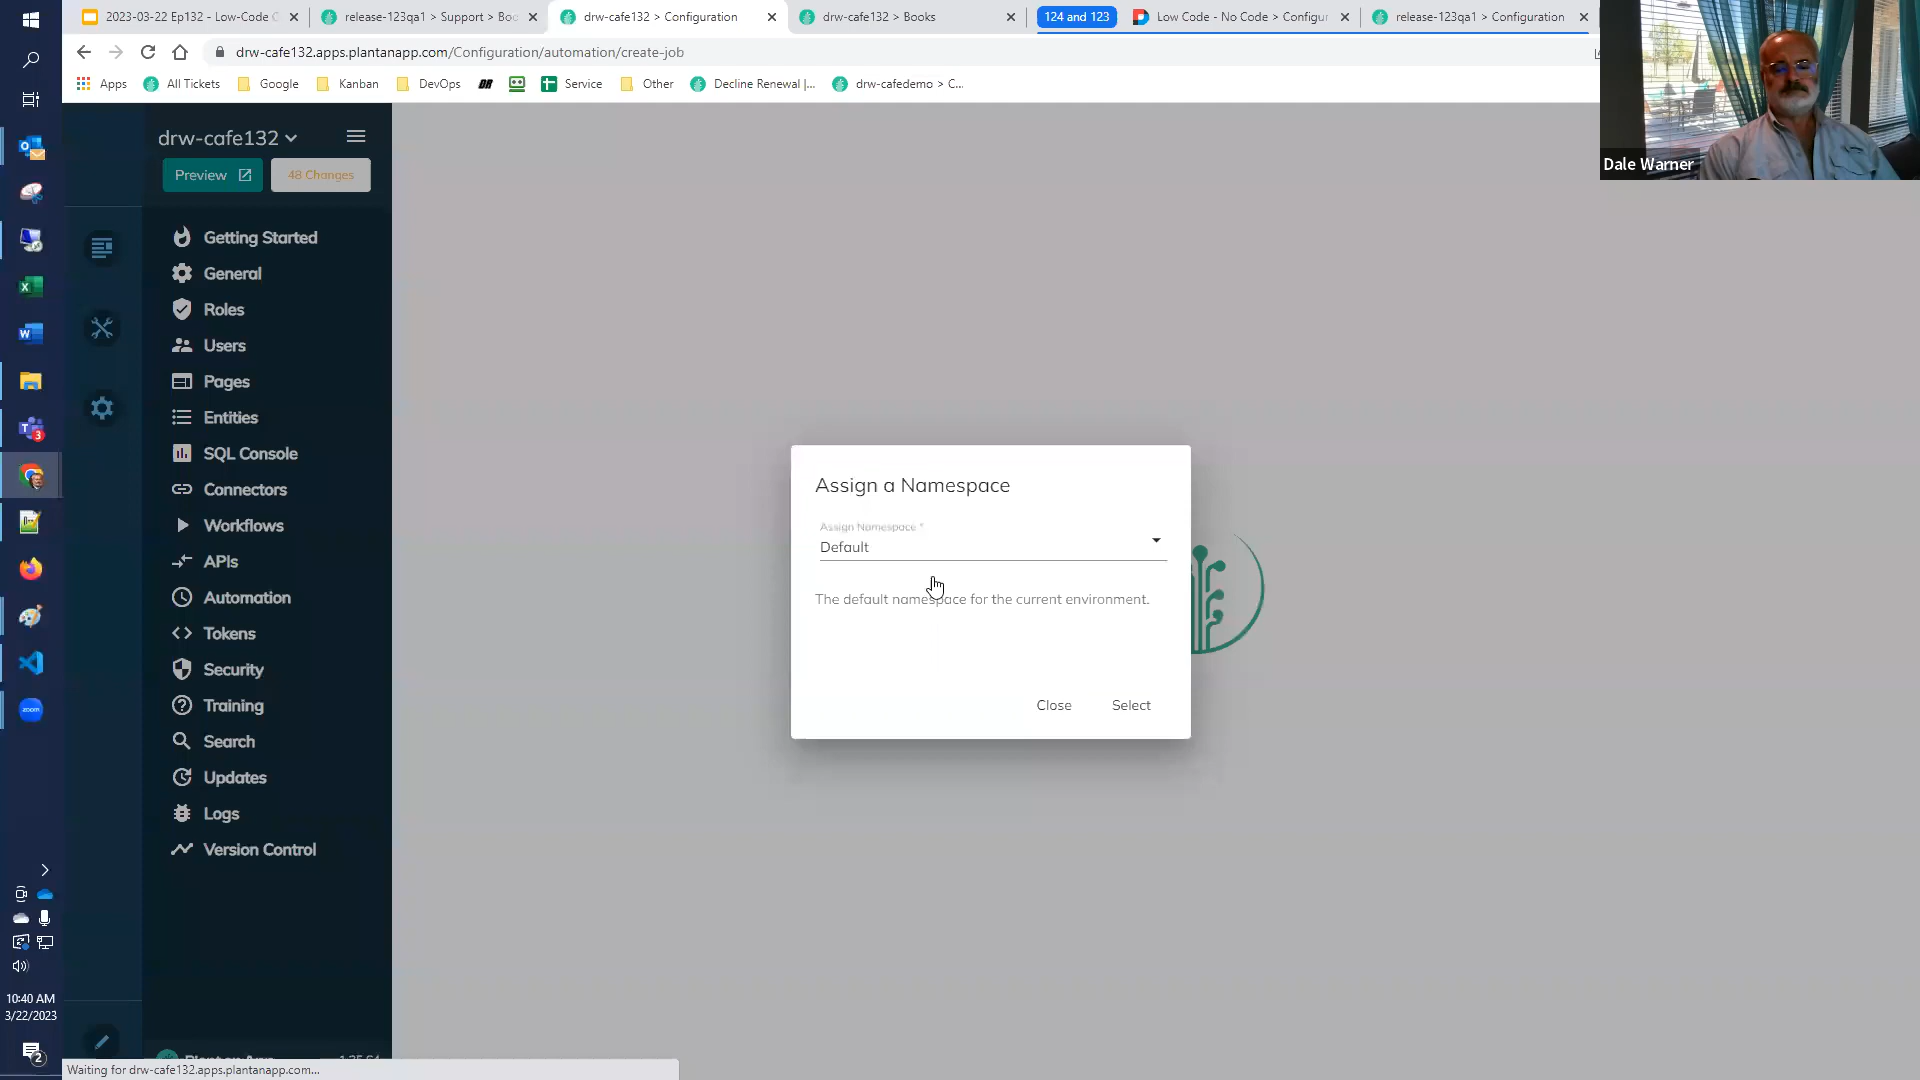 2023-03-22 Ep132 - Low-Code C
release-123qa1 > Support > Boo
drw-cafe132 > Configuration
drw-cafe132 > Books
124 and 123
Low Code - No Code > Configur
release-123qa1 > Configuration
drw-cafe132.apps.plantanapp.com/Configuration/automation/create-job
Apps
All Tickets
Google
Kanban
DevOps
DR
Service
Other
Decline Renewal |...
drw-cafedemo > C...
Dale Warner
drw-cafe132
Preview
48 Changes
Getting Started
General
Roles
Users
Pages
Entities
SQL Console
Connectors
Workflows
APIs
Automation
Tokens
Security
Training
Search
Updates
Logs
Version Control
Assign a Namespace
Assign Namespace *
Default
The default namespace for the current environment.
Close
Select
10:40 AM
3/22/2023
2
Waiting for drw-cafe132.apps.plantanapp.com...